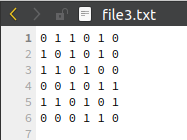 file3.txt
1 0 1 1 0 1 0
2 1 0 1 0 1 0
3 1 1 0 1 0 0
4 0 0 1 0 1 1
5 1 1 0 1 0 1
6 0 0 0 1 1 0
7